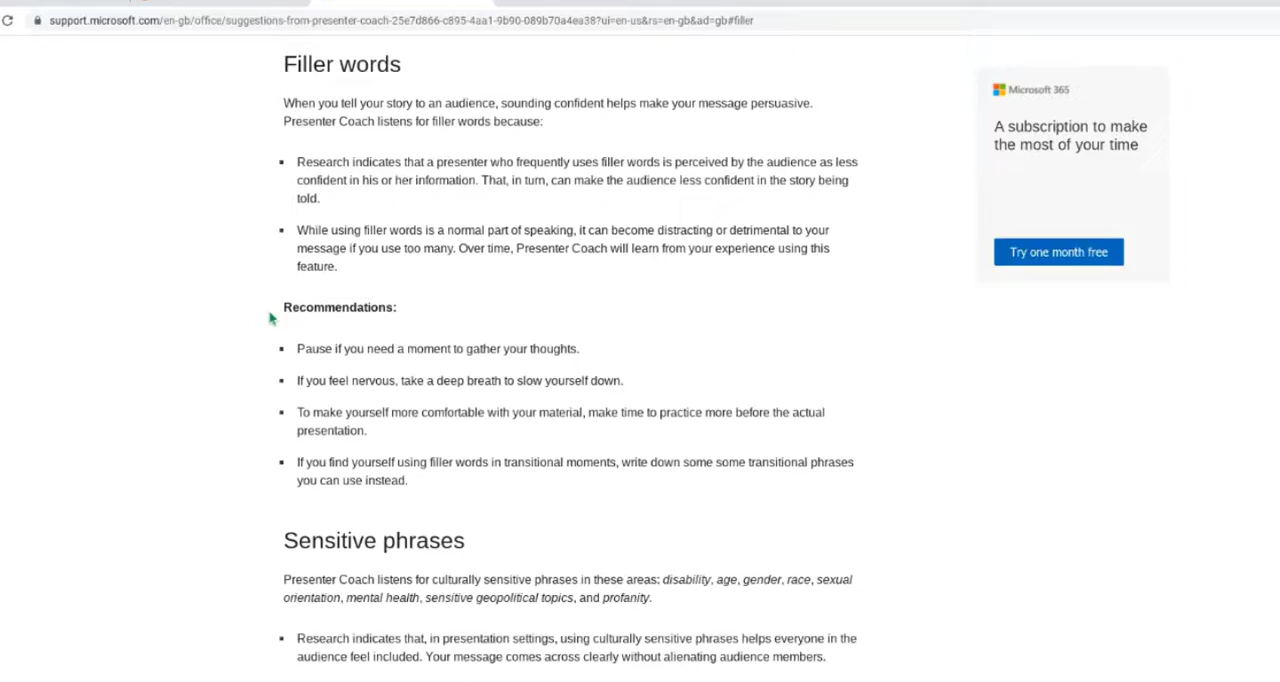 support.microsoft.com/en-gb/office/suggestions-from-presenter-coach-25e7d866-c895-4aa1-9b90-089b70a4ea38?ui=en-us&rs=en-gb&ad=gb#filler
Filler words
When you tell your story to an audience, sounding confident helps make your message persuasive.
Presenter Coach listens for filler words because:
Research indicates that a presenter who frequently uses filler words is perceived by the audience as less
confident in his or her information. That, in turn, can make the audience less confident in the story being
told.
While using filler words is a normal part of speaking, it can become distracting or detrimental to your
message if you use too many. Over time, Presenter Coach will learn from your experience using this
feature.
Recommendations:
Pause if you need a moment to gather your thoughts.
If you feel nervous, take a deep breath to slow yourself down.
To make yourself more comfortable with your material, make time to practice more before the actual
presentation.
If you find yourself using filler words in transitional moments, write down some some transitional phrases
you can use instead.
Sensitive phrases
Presenter Coach listens for culturally sensitive phrases in these areas: disability, age, gender, race, sexual
orientation, mental health, sensitive geopolitical topics, and profanity.
Research indicates that, in presentation settings, using culturally sensitive phrases helps everyone in the
audience feel included. Your message comes across clearly without alienating audience members.
Microsoft 365
A subscription to make
the most of your time
Try one month free